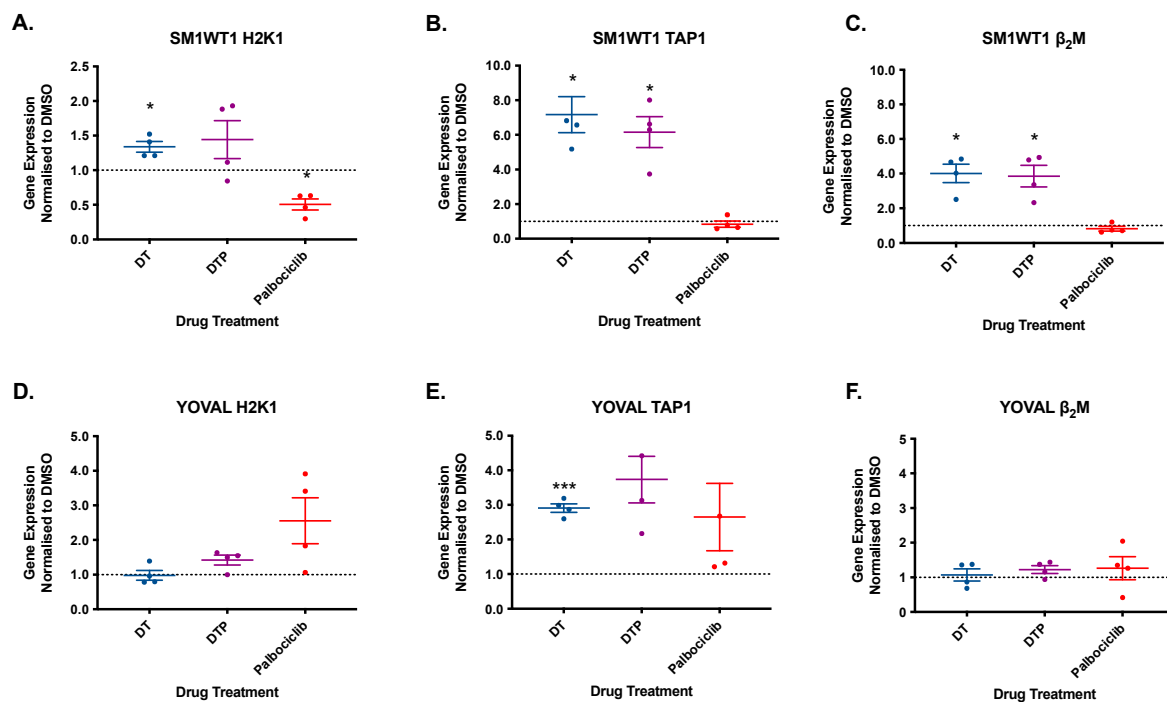 A.
SM1WT1 H2K1
Gene Expression
Normalised to DMSO
2.5
2.0
1.5
1.0
0.5
0.0
*
*
DT
DTP
Palbociclib
Drug Treatment
B.
SM1WT1 TAP1
Gene Expression
Normalised to DMSO
10.0
8.0
6.0
4.0
2.0
0.0
*
*
DT
DTP
Palbociclib
Drug Treatment
C.
SM1WT1 β₂M
Gene Expression
Normalised to DMSO
10.0
8.0
6.0
4.0
2.0
0.0
*
*
DT
DTP
Palbociclib
Drug Treatment
D.
YOVAL H2K1
Gene Expression
Normalised to DMSO
5.0
4.0
3.0
2.0
1.0
0.0
DT
DTP
Palbociclib
Drug Treatment
E.
YOVAL TAP1
Gene Expression
Normalised to DMSO
5.0
4.0
3.0
2.0
1.0
0.0
***
DT
DTP
Palbociclib
Drug Treatment
F.
YOVAL β₂M
Gene Expression
Normalised to DMSO
5
4
3
2
1
0
DT
DTP
Palbociclib
Drug Treatment